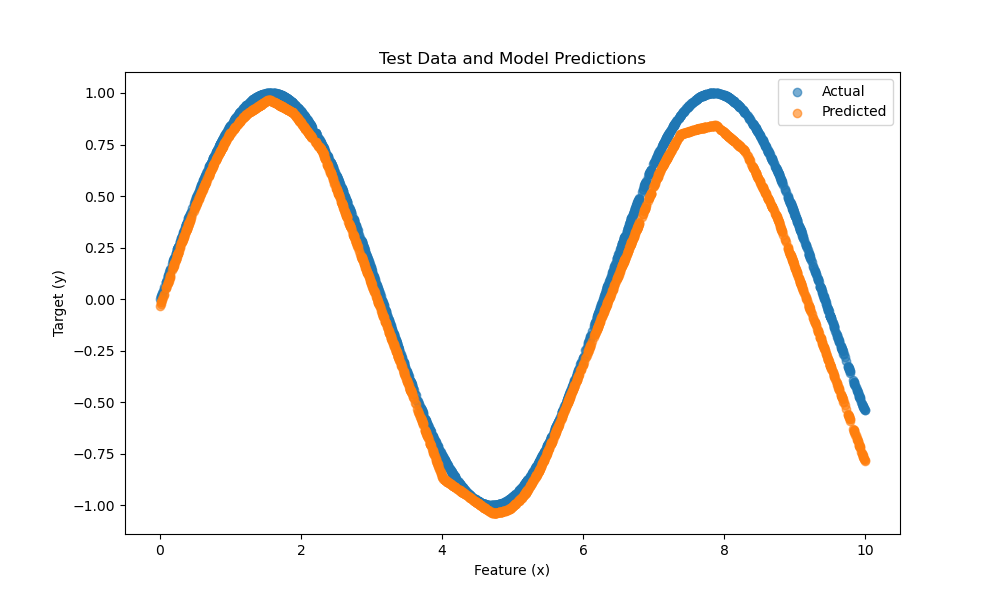 Test Data and Model Predictions
Actual
Predicted
1.00
0.75
0.50
0.25
0.00
−0.25
−0.50
−0.75
−1.00
Target (y)
0 2 4 6 8 10
Feature (x)